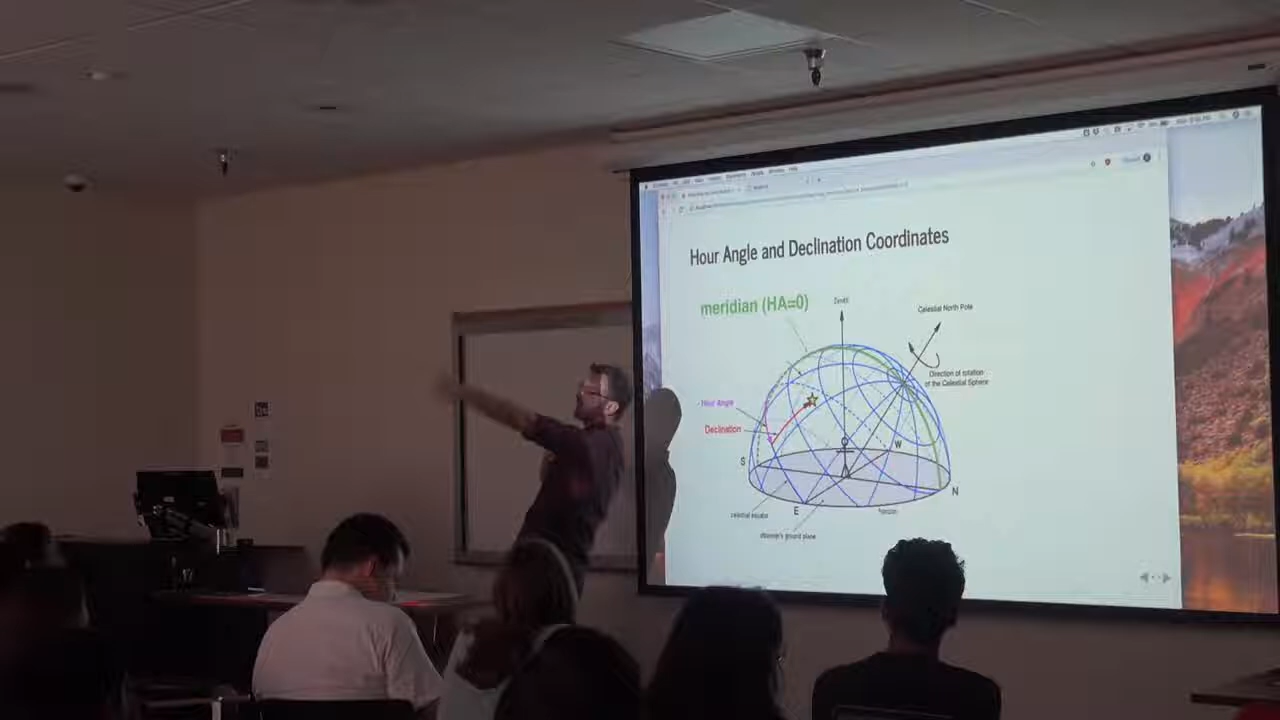 Hour Angle and Declination Coordinates
meridian (HA=0)
Zenith
Celestial North Pole
Direction of rotation
of the Celestial Sphere
Hour Angle
Declination
S
W
N
E
celestial equator
horizon
observer's ground plane